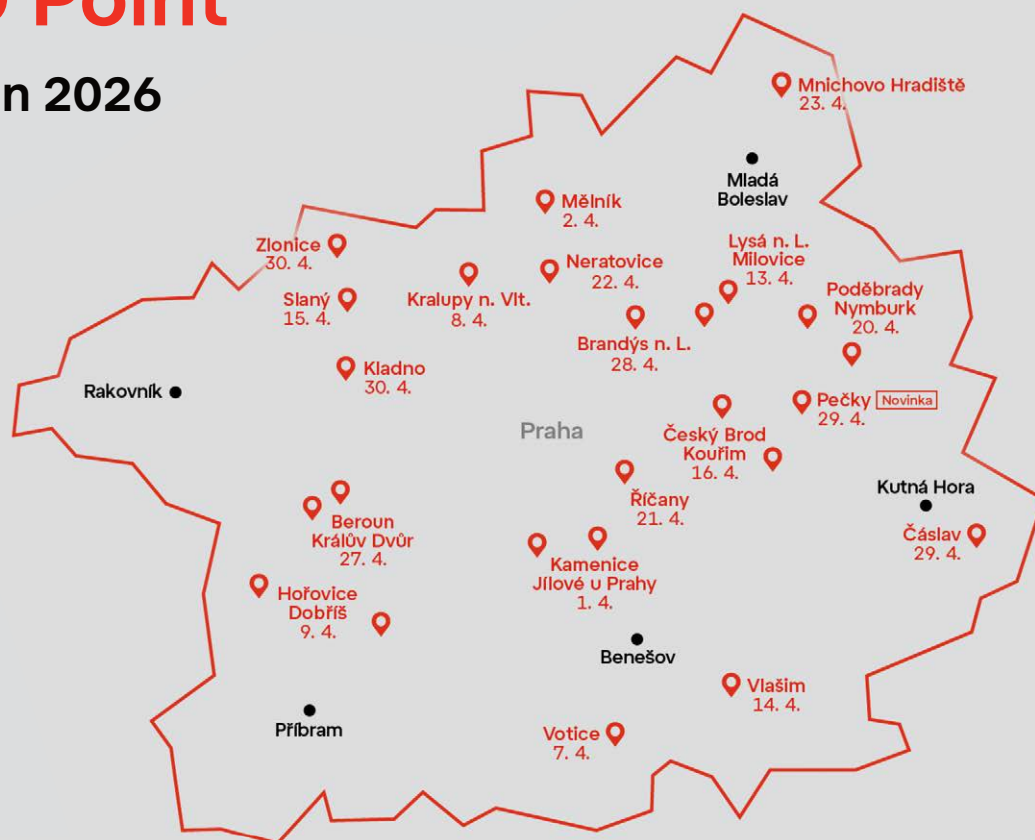 Point
n 2026
Mnichovo Hradiště
23. 4.
Mladá
Boleslav
Mělník
2. 4.
Zlonice
30. 4.
Slaný
15. 4.
Kralupy n. Vlt.
8. 4.
Neratovice
22. 4.
Lysá n. L.
Milovice
13. 4.
Poděbrady
Nymburk
20. 4.
Brandýs n. L.
28. 4.
Kladno
30. 4.
Rakovník
Praha
Pečky Novinka
29. 4.
Český Brod
Kouřim
16. 4.
Říčany
21. 4.
Kutná Hora
Čáslav
29. 4.
Beroun
Králův Dvůr
27. 4.
Kamenice
Jílové u Prahy
1. 4.
Hořovice
Dobříš
9. 4.
Benešov
Vlašim
14. 4.
Příbram
Votice
7. 4.